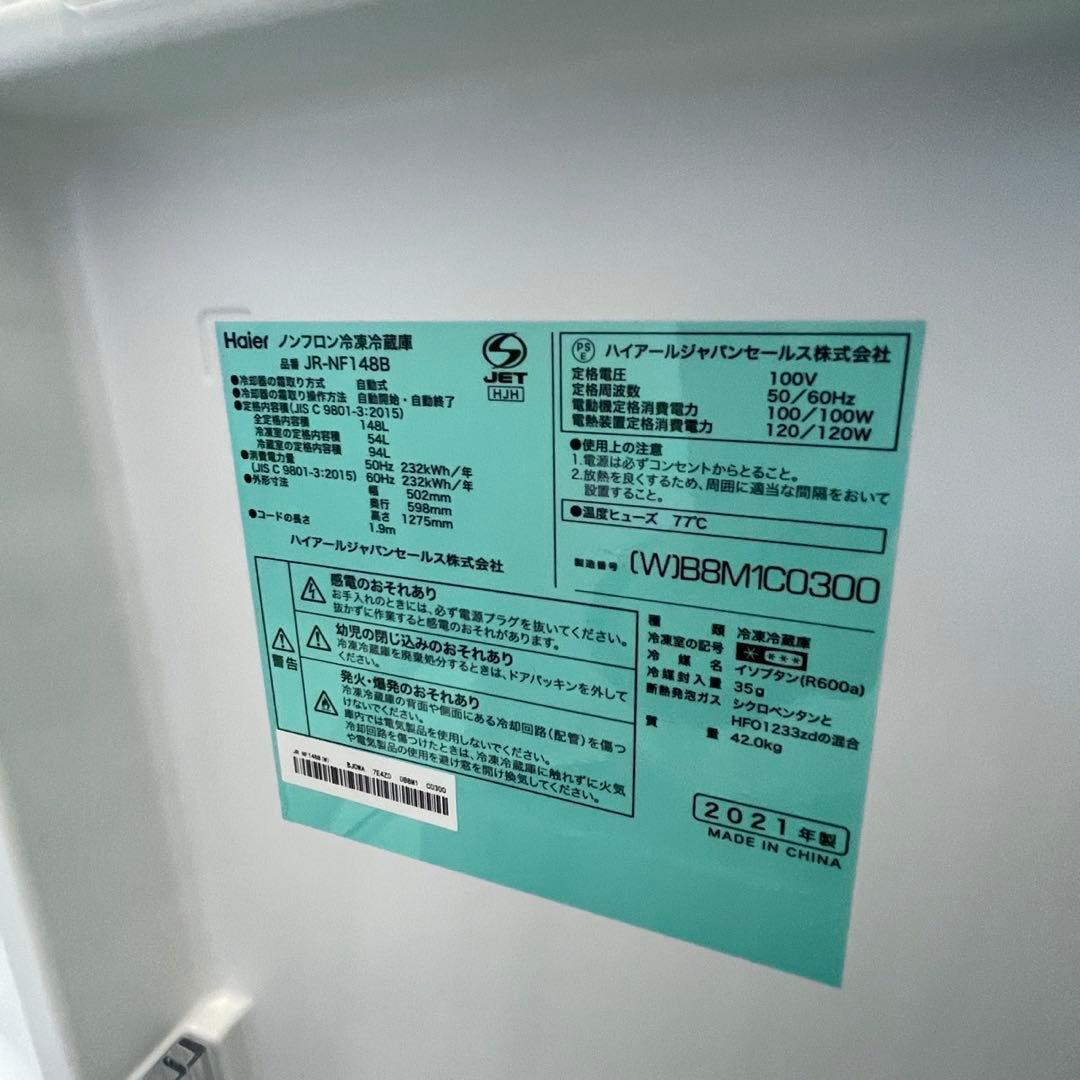 Haier ノンフロン冷凍冷蔵庫
品番 JR-NF148B
●冷却器の霜取り方式 自動式
●冷却器の霜取り操作方法 自動開始・自動終了
●定格内容積(JIS C 9801-3:2015)
全定格内容積 148L
冷凍室の定格内容積 54L
冷蔵室の定格内容積 94L
●消費電力量 50Hz 232kWh/年
(JIS C 9801-3:2015) 60Hz 232kWh/年
●外形寸法 幅 502mm
奥行 598mm
高さ 1275mm
●コードの長さ 1.9m
ハイアールジャパンセールス株式会社
JET
HJH
PSE ハイアールジャパンセールス株式会社
定格電圧 100V
定格周波数 50/60Hz
電動機定格消費電力 100/100W
電熱装置定格消費電力 120/120W
●使用上の注意
1.電源は必ずコンセントからとること。
2.放熱を良くするため、周囲に適当な間隔をおいて
設置すること。
●温度ヒューズ 77℃
製造番号 (W)B8M1C0300
警告
感電のおそれあり
お手入れのときには、必ず電源プラグを抜いてください。
抜かずに作業すると感電のおそれがあります。
幼児の閉じ込みのおそれあり
冷凍冷蔵庫を廃棄処分するときは、ドアパッキンを外して
ください。
発火・爆発のおそれあり
冷凍冷蔵庫の背面や側面にある冷却回路(配管)を傷つ
けないでください。
庫内では電気製品を使用しないでください。
冷却回路を傷つけたときは、冷凍冷蔵庫に触れずに火気
や電気製品の使用を避け窓を開け換気してください。
種類 冷凍冷蔵庫
冷凍室の記号 * ***
冷媒名 イソブタン(R600a)
冷媒封入量 35g
断熱発泡ガス シクロペンタンと
HFO1233zdの混合
質量 42.0kg
JR-NF148B(W) BJOMA 7E4Z0 0B8M1 C0300
2021年製
MADE IN CHINA